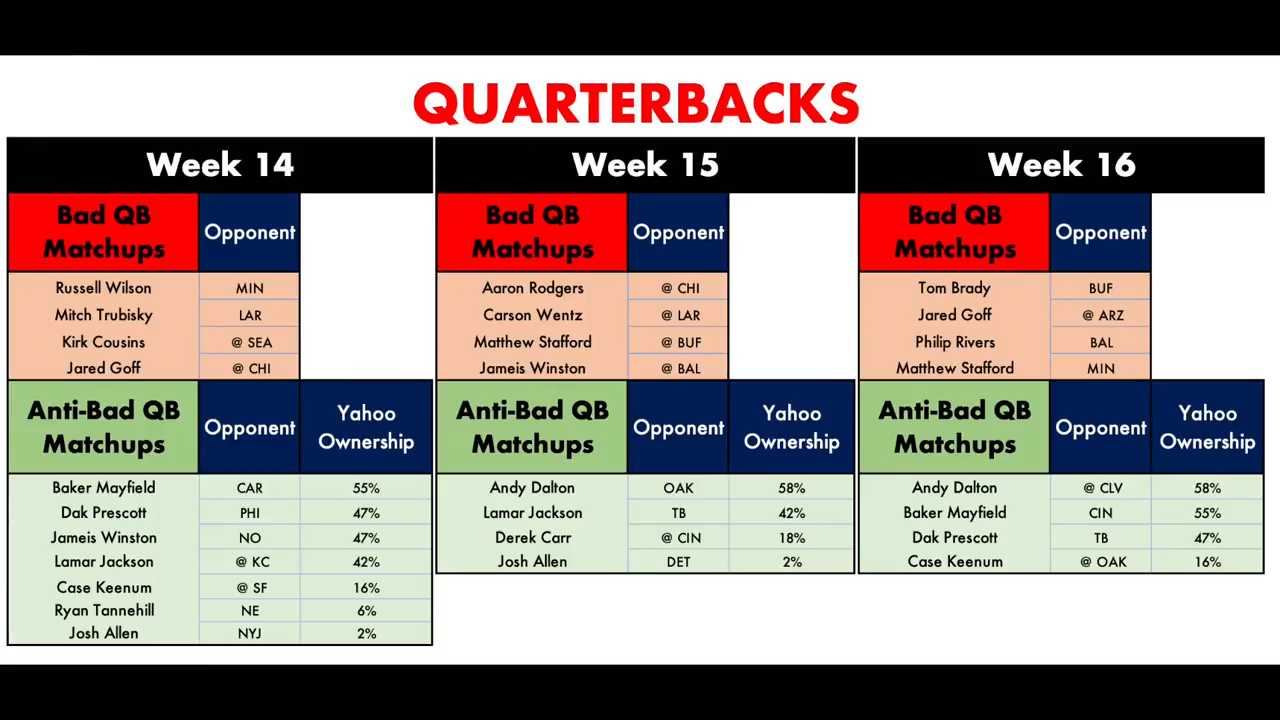 QUARTERBACKS
Week 14
Bad QB
Matchups
Opponent
Russell Wilson MIN
Mitch Trubisky LAR
Kirk Cousins @ SEA
Jared Goff @ CHI
Anti-Bad QB
Matchups
Opponent
Yahoo
Ownership
Baker Mayfield CAR 55%
Dak Prescott PHI 47%
Jameis Winston NO 47%
Lamar Jackson @ KC 42%
Case Keenum @ SF 16%
Ryan Tannehill NE 6%
Josh Allen NYJ 2%
Week 15
Bad QB
Matchups
Opponent
Aaron Rodgers @ CHI
Carson Wentz @ LAR
Matthew Stafford @ BUF
Jameis Winston @ BAL
Anti-Bad QB
Matchups
Opponent
Yahoo
Ownership
Andy Dalton OAK 58%
Lamar Jackson TB 42%
Derek Carr @ CIN 18%
Josh Allen DET 2%
Week 16
Bad QB
Matchups
Opponent
Tom Brady BUF
Jared Goff @ ARZ
Philip Rivers BAL
Matthew Stafford MIN
Anti-Bad QB
Matchups
Opponent
Yahoo
Ownership
Andy Dalton @ CLV 58%
Baker Mayfield CIN 55%
Dak Prescott TB 47%
Case Keenum @ OAK 16%